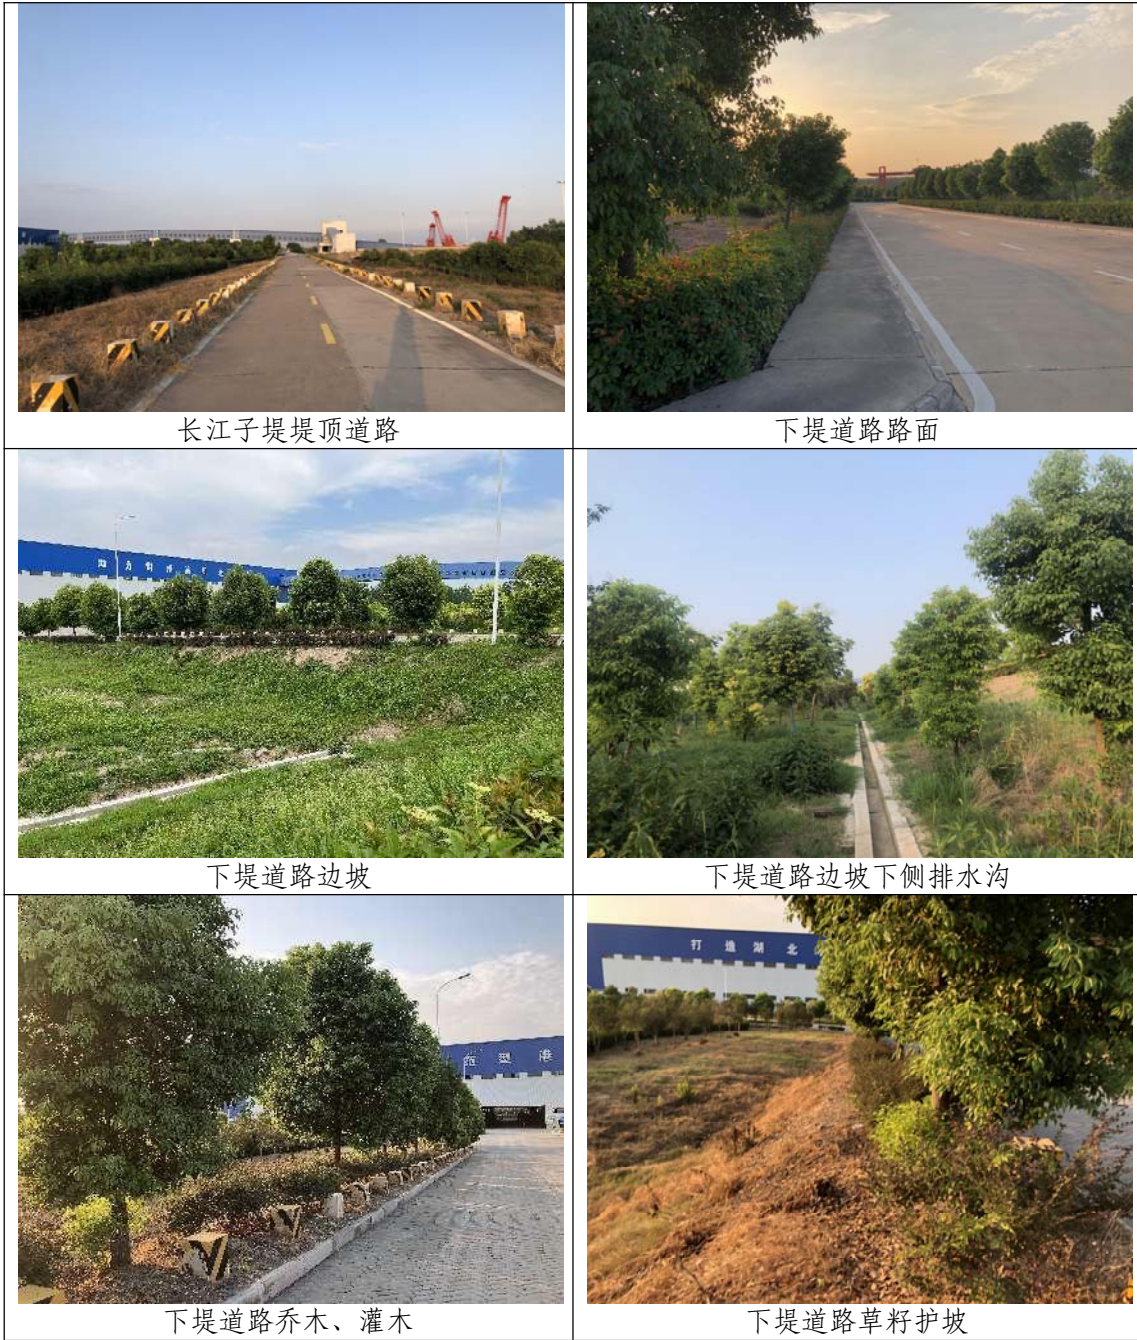 长江子堤堤顶道路
下堤道路路面
下堤道路边坡
下堤道路边坡下侧排水沟
型 港
打 造 湖 北
下堤道路乔木、灌木
下堤道路草籽护坡